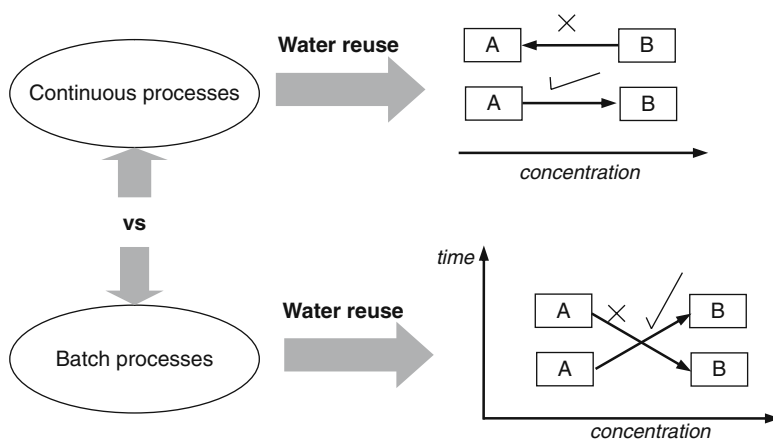 Continuous processes
Water reuse
A B
A B
concentration
vs
Batch processes
Water reuse
time
A B
A B
concentration